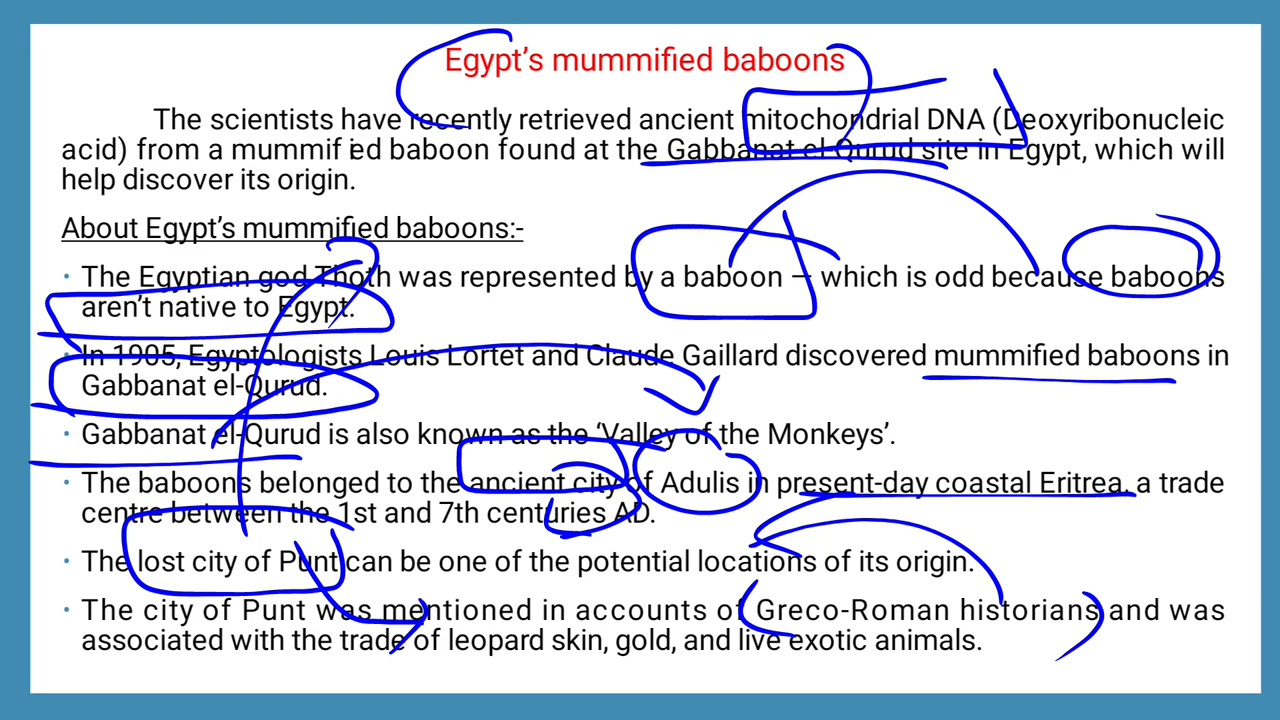 Egypt’s mummified baboons
The scientists have recently retrieved ancient mitochondrial DNA (Deoxyribonucleic
acid) from a mummified baboon found at the Gabbanat el-Qurud site in Egypt, which will
help discover its origin.
About Egypt’s mummified baboons:-
• The Egyptian god Thoth was represented by a baboon — which is odd because baboons
aren’t native to Egypt.
• In 1905, Egyptologists Louis Lortet and Claude Gaillard discovered mummified baboons in
Gabbanat el-Qurud.
• Gabbanat el-Qurud is also known as the ‘Valley of the Monkeys’.
• The baboons belonged to the ancient city of Adulis in present-day coastal Eritrea, a trade
centre between the 1st and 7th centuries AD.
• The lost city of Punt can be one of the potential locations of its origin.
• The city of Punt was mentioned in accounts of Greco-Roman historians and was
associated with the trade of leopard skin, gold, and live exotic animals.